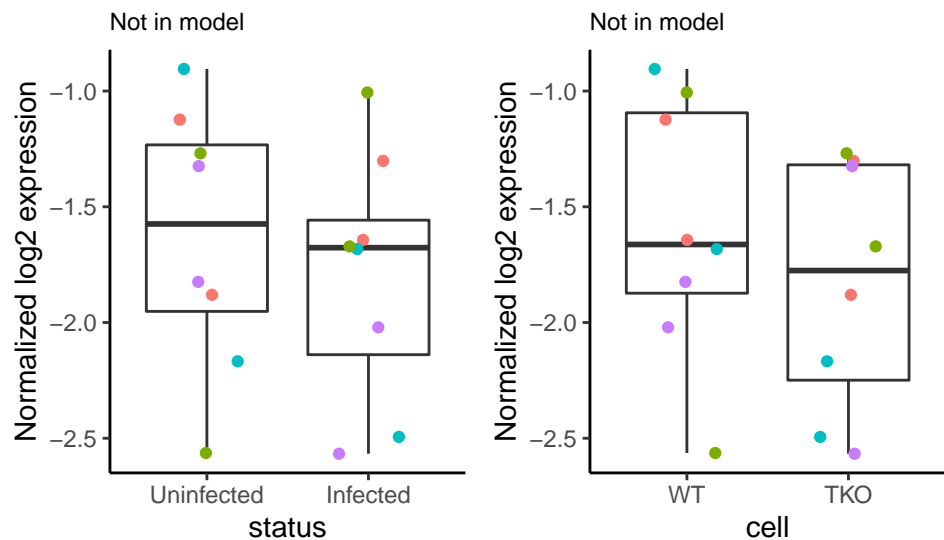 Not in model
Normalized log2 expression
−1.0
−1.5
−2.0
−2.5
Uninfected Infected
status
Not in model
Normalized log2 expression
−1.0
−1.5
−2.0
−2.5
WT TKO
cell